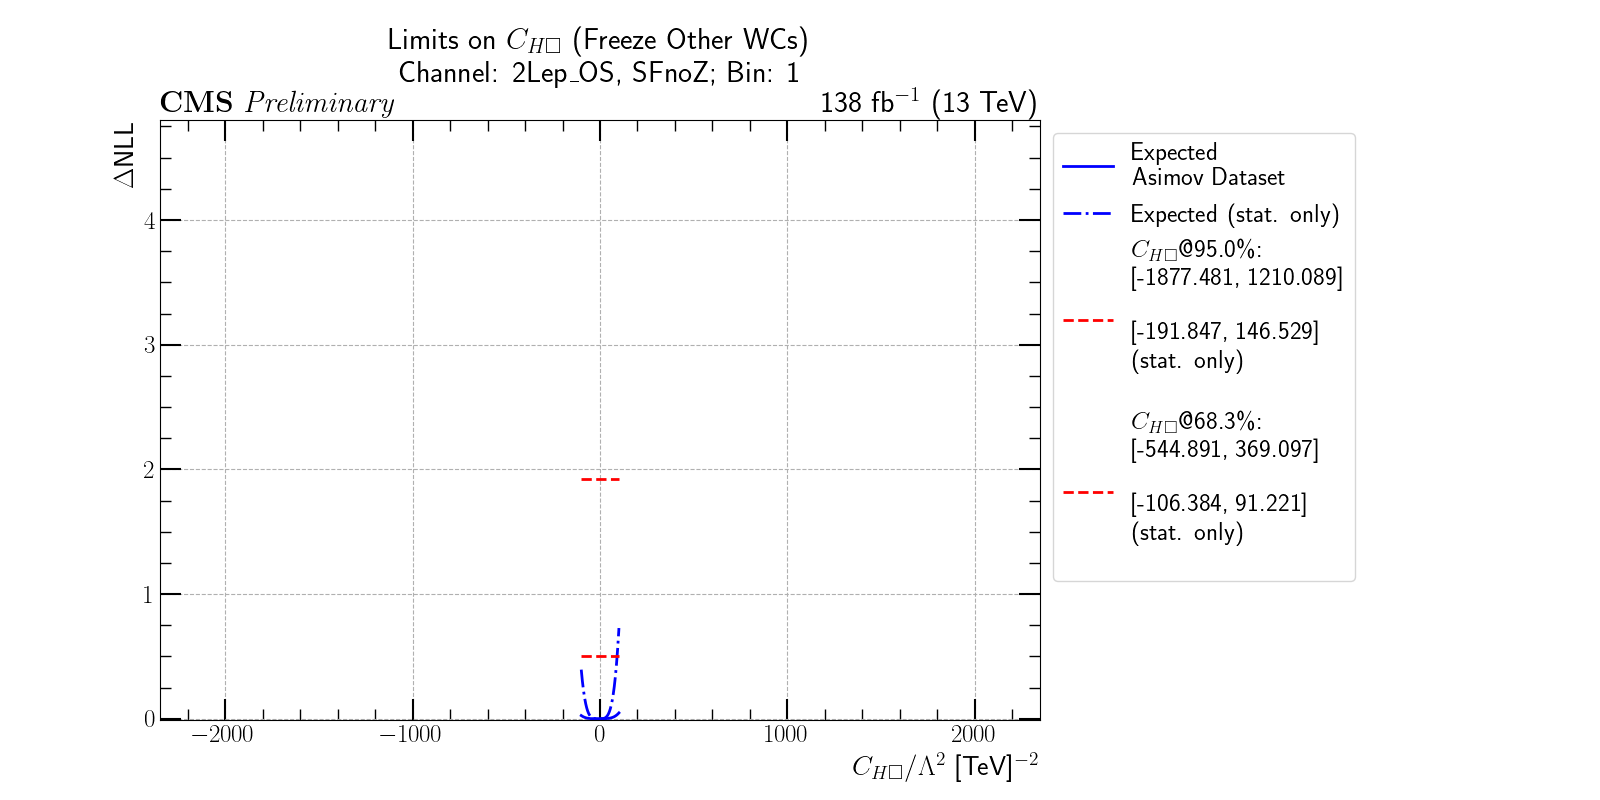 Limits on C_{H□} (Freeze Other WCs)
Channel: 2Lep_OS, SFnoZ; Bin: 1
CMS Preliminary
138 fb⁻¹ (13 TeV)
ΔNLL
4
3
2
1
0
−2000
−1000
0
1000
2000
C_{H□}/Λ² [TeV]⁻²
Expected
Asimov Dataset
Expected (stat. only)
C_{H□}@95.0%:
[-1877.481, 1210.089]
[-191.847, 146.529]
(stat. only)
C_{H□}@68.3%:
[-544.891, 369.097]
[-106.384, 91.221]
(stat. only)